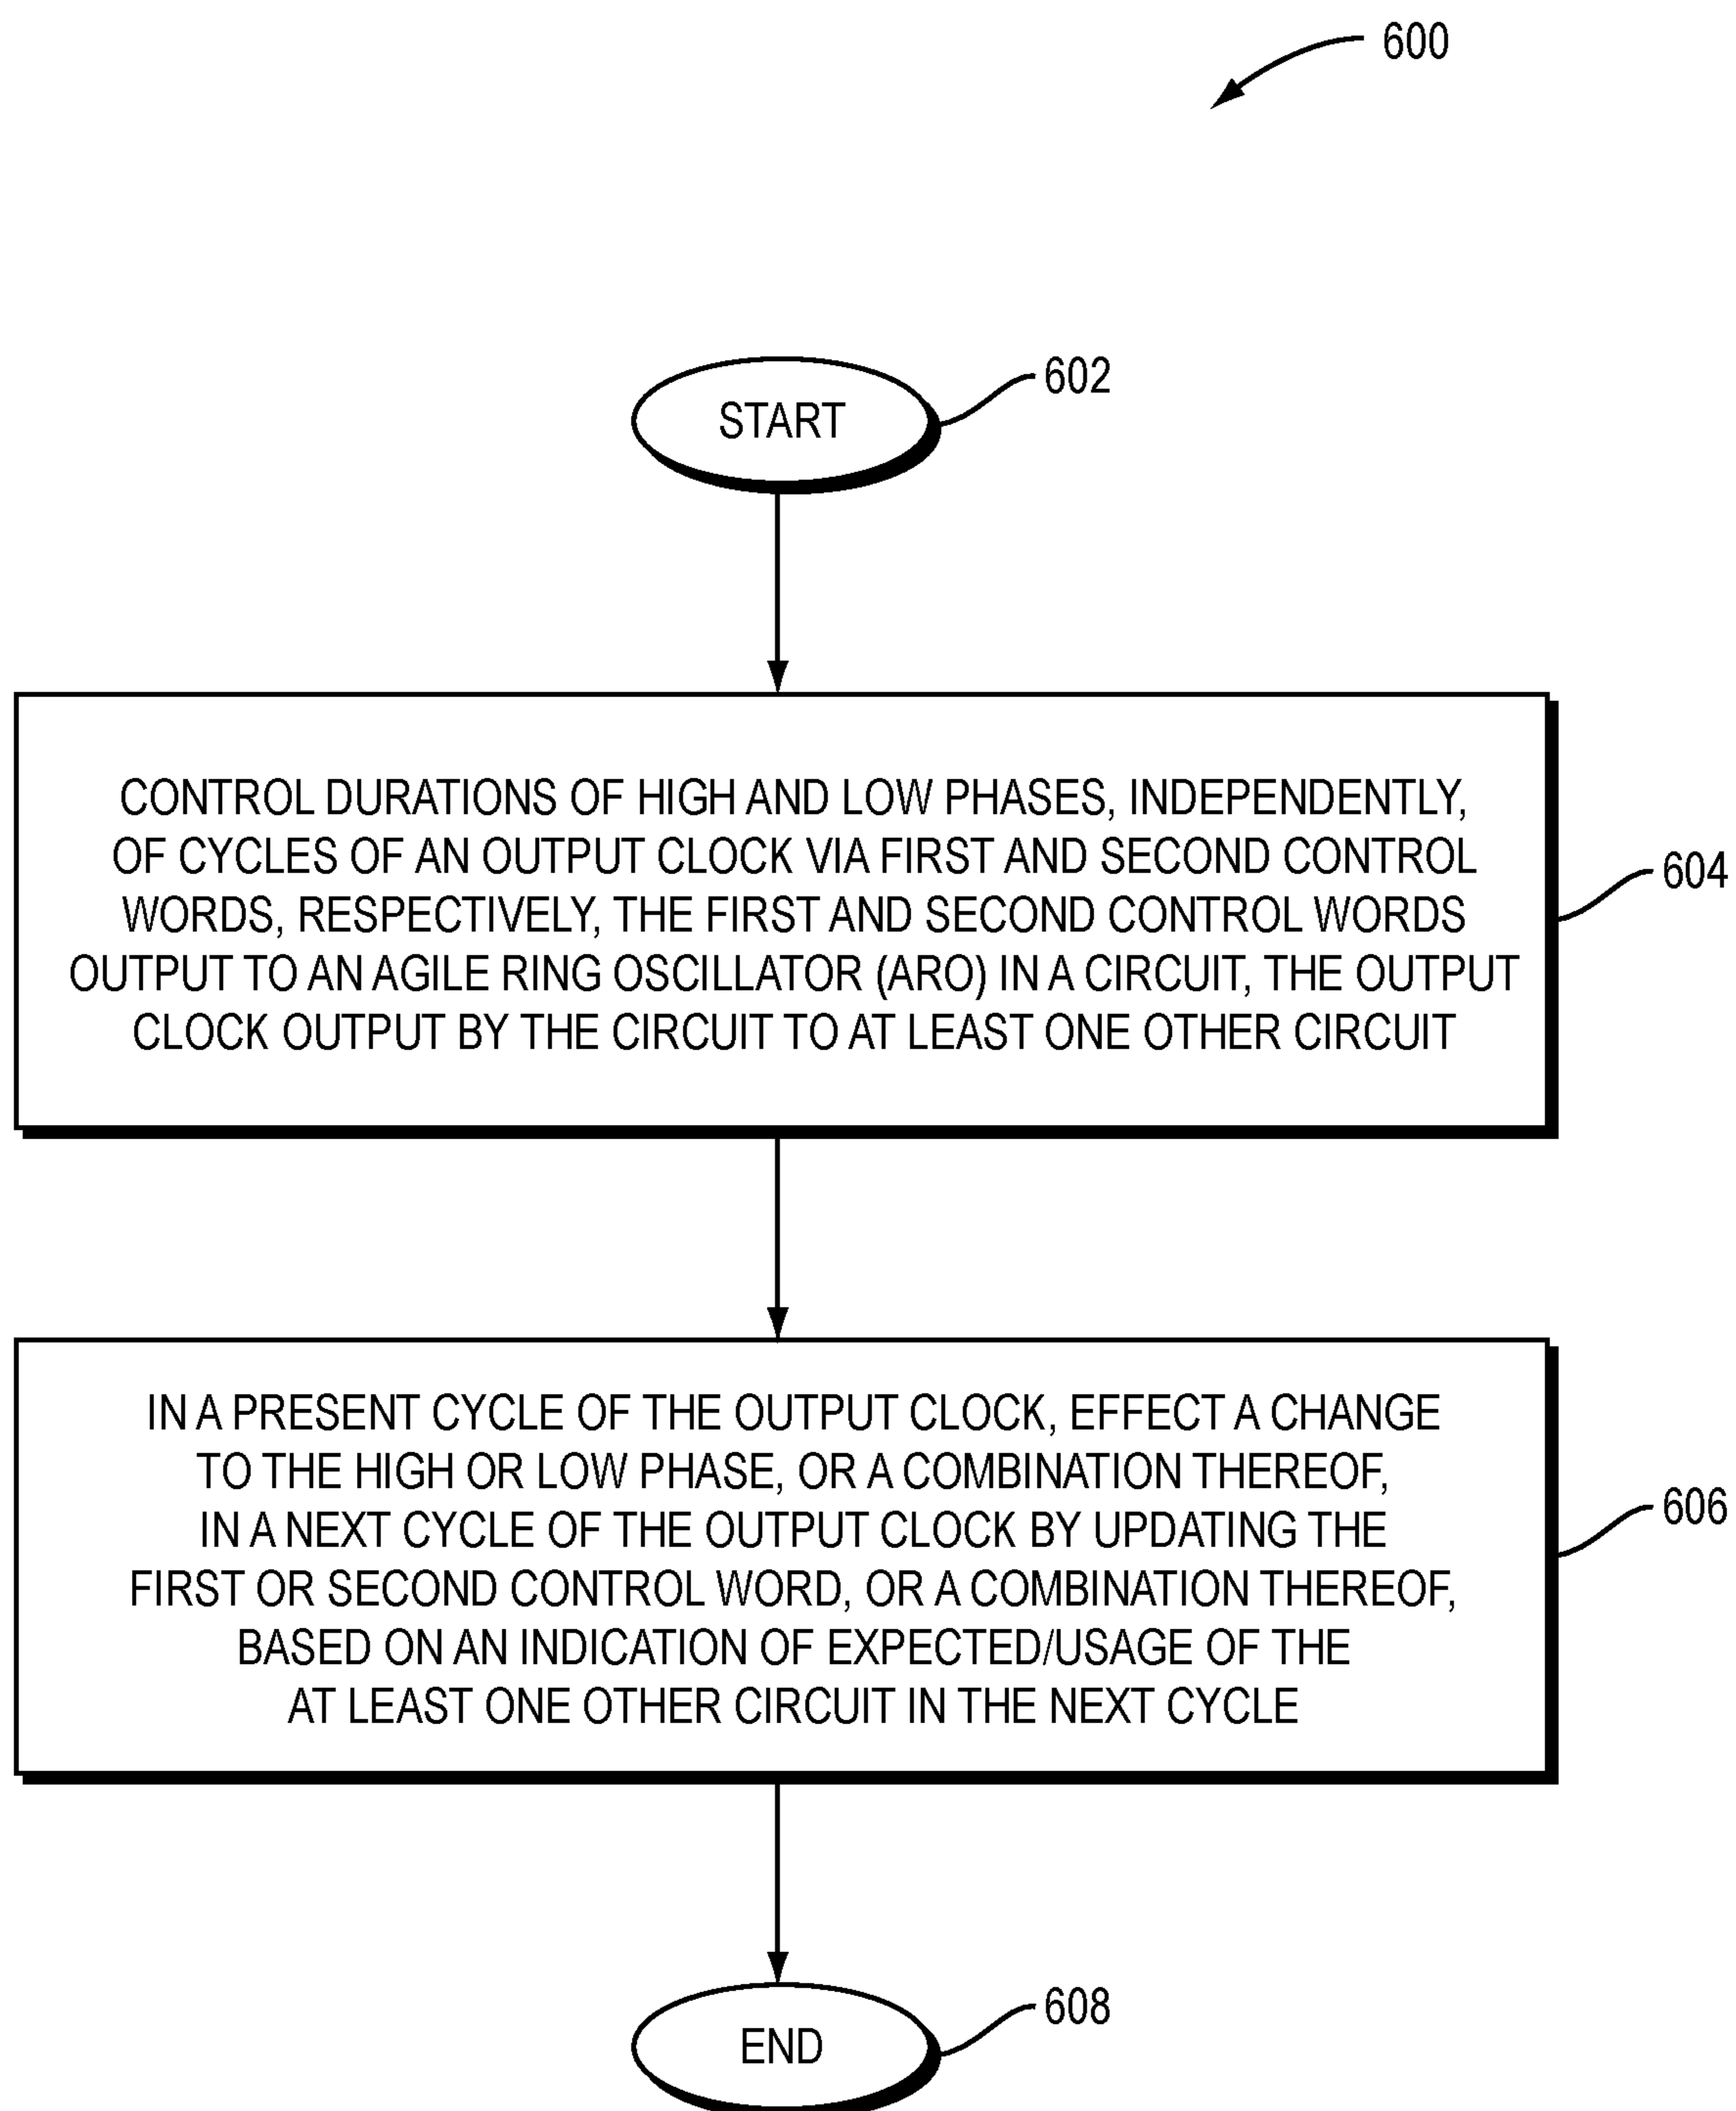 600
START
602
CONTROL DURATIONS OF HIGH AND LOW PHASES, INDEPENDENTLY,
OF CYCLES OF AN OUTPUT CLOCK VIA FIRST AND SECOND CONTROL
WORDS, RESPECTIVELY, THE FIRST AND SECOND CONTROL WORDS
OUTPUT TO AN AGILE RING OSCILLATOR (ARO) IN A CIRCUIT, THE OUTPUT
CLOCK OUTPUT BY THE CIRCUIT TO AT LEAST ONE OTHER CIRCUIT
604
IN A PRESENT CYCLE OF THE OUTPUT CLOCK, EFFECT A CHANGE
TO THE HIGH OR LOW PHASE, OR A COMBINATION THEREOF,
IN A NEXT CYCLE OF THE OUTPUT CLOCK BY UPDATING THE
FIRST OR SECOND CONTROL WORD, OR A COMBINATION THEREOF,
BASED ON AN INDICATION OF EXPECTED/USAGE OF THE
AT LEAST ONE OTHER CIRCUIT IN THE NEXT CYCLE
606
END
608